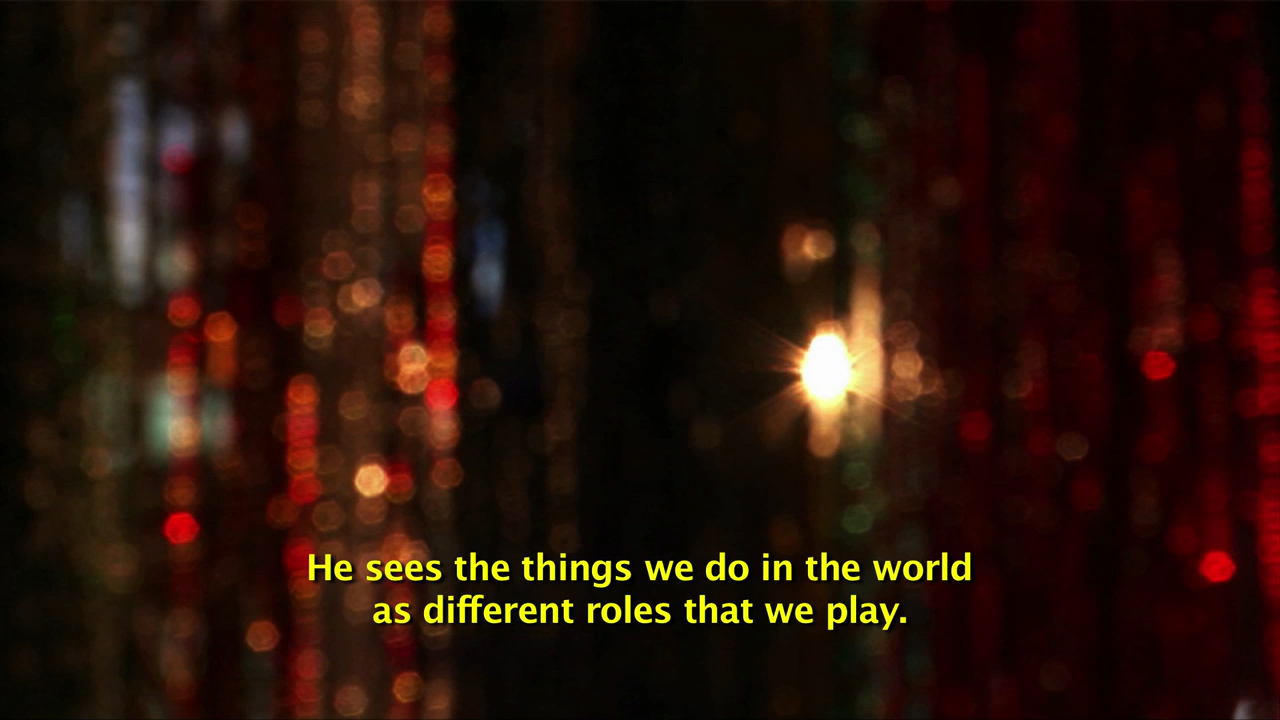 He sees the things we do in the world
as different roles that we play.